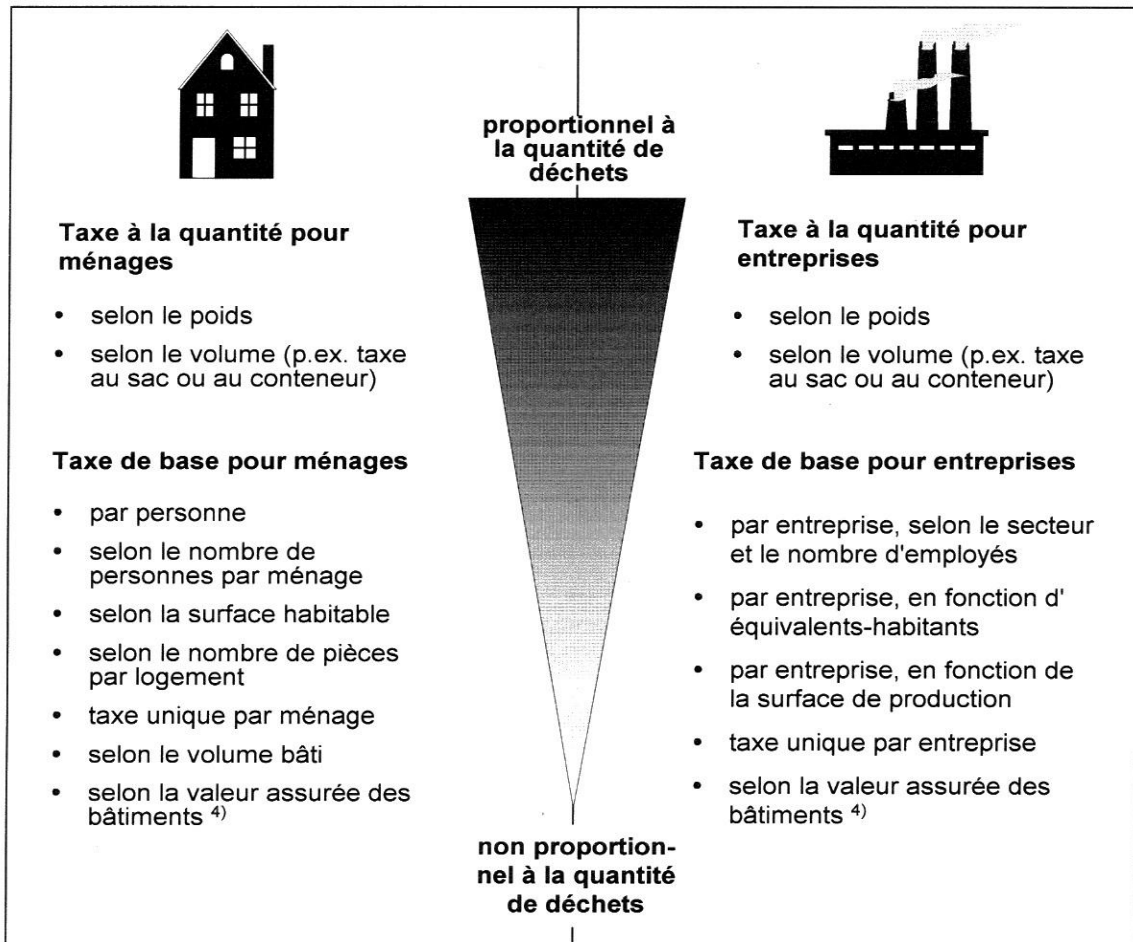 proportionnel à
la quantité de
déchets
Taxe à la quantité pour
ménages
• selon le poids
• selon le volume (p.ex. taxe
au sac ou au conteneur)
Taxe de base pour ménages
• par personne
• selon le nombre de
personnes par ménage
• selon la surface habitable
• selon le nombre de pièces
par logement
• taxe unique par ménage
• selon le volume bâti
• selon la valeur assurée des
bâtiments 4)
Taxe à la quantité pour
entreprises
• selon le poids
• selon le volume (p.ex. taxe
au sac ou au conteneur)
Taxe de base pour entreprises
• par entreprise, selon le secteur
et le nombre d'employés
• par entreprise, en fonction d'
équivalents-habitants
• par entreprise, en fonction de
la surface de production
• taxe unique par entreprise
• selon la valeur assurée des
bâtiments 4)
non proportion-
nel à la quantité
de déchets